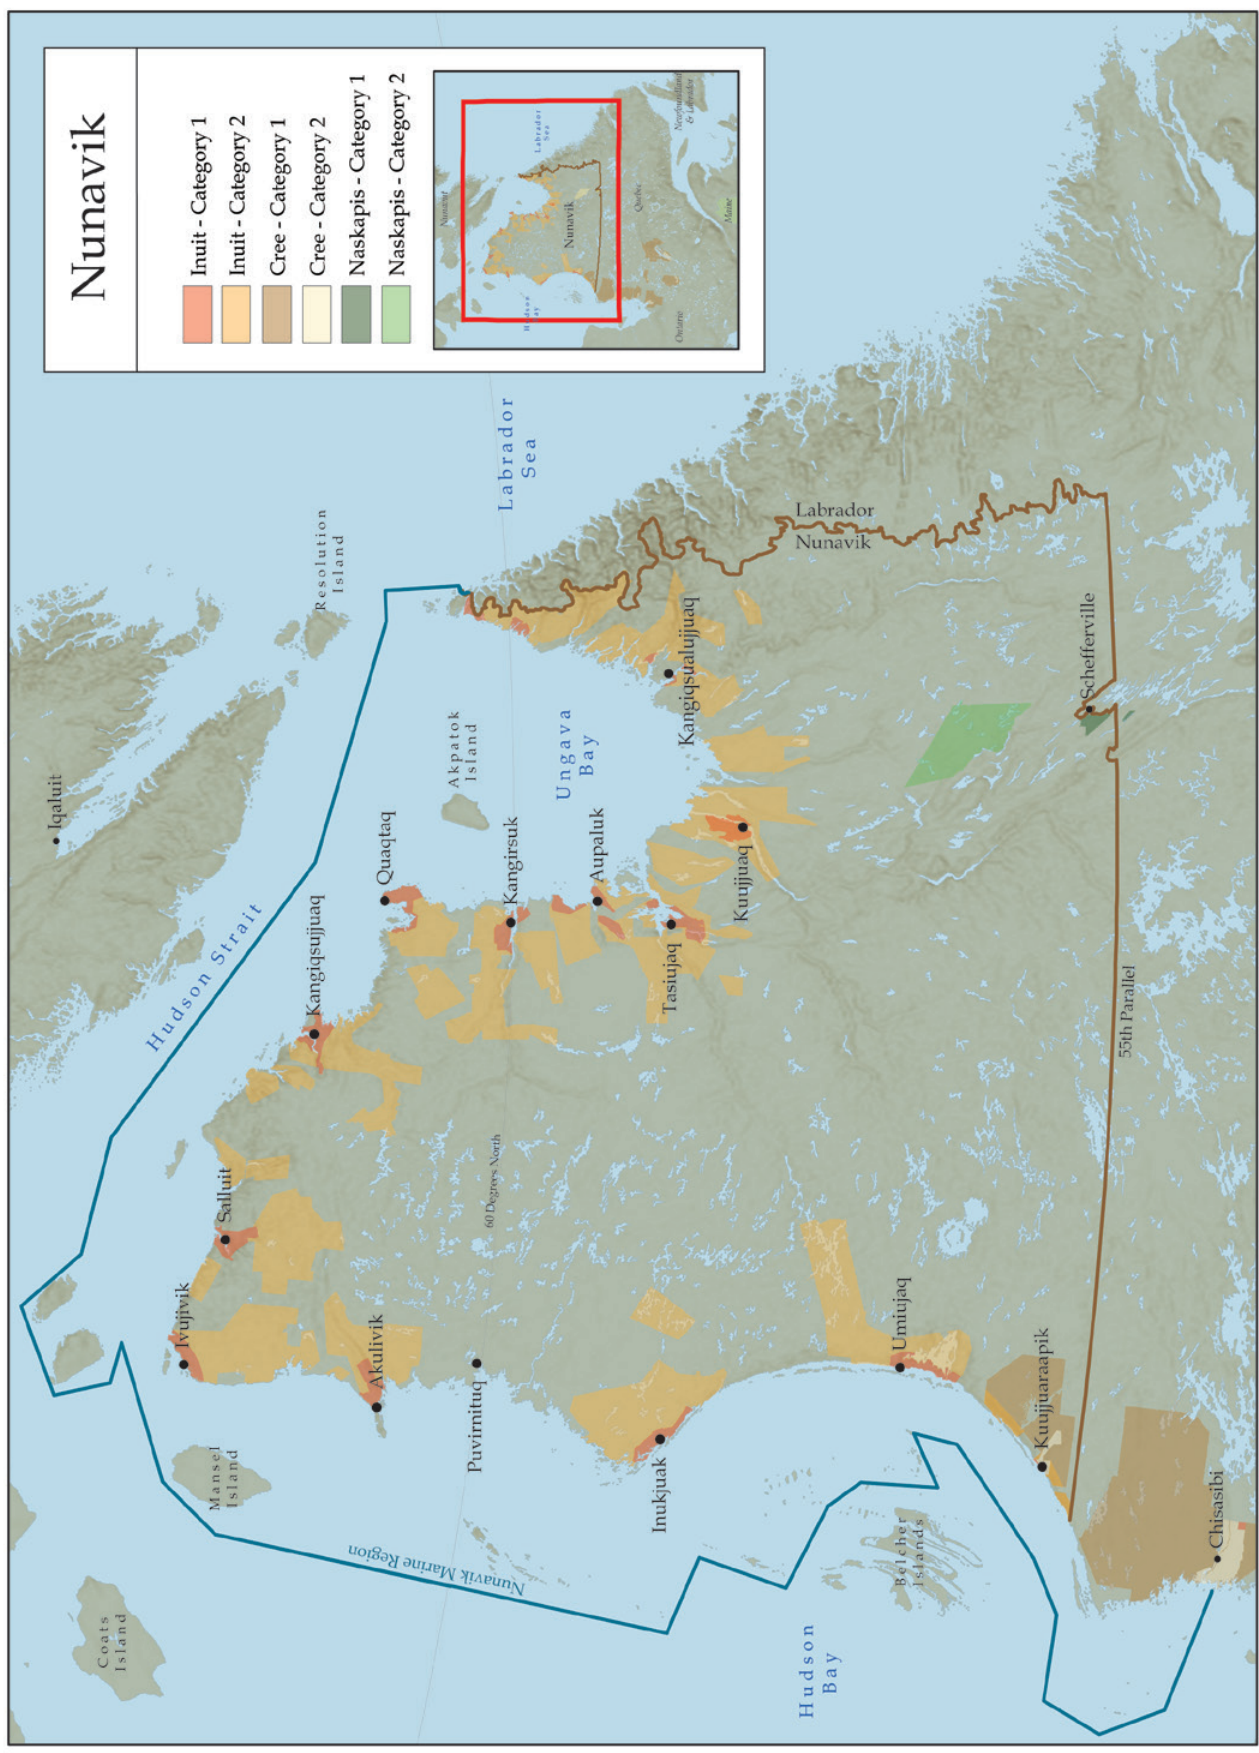 Nunavik
Inuit - Category 1
Inuit - Category 2
Cree - Category 1
Cree - Category 2
Naskapis - Category 1
Naskapis - Category 2
Nunavut
Labrador
Sea
Hudson
Bay
Nunavik
Quebec
Newfoundland
& Labrador
Maine
Ontario
Iqaluit
Resolution
Island
Hudson Strait
Labrador
Sea
Coats
Island
Mansel
Island
Ivujivik
Salluit
Kangiqsujjuaq
Quaqtaq
Akpatok
Island
Akulivik
Puvirnituq
60 Degrees North
Kangirsuk
Ungava
Bay
Aupaluk
Nunavik Marine Region
Inukjuak
Tasiujaq
Kuujjuaq
Kangiqsualujjuaq
Labrador
Nunavik
Hudson
Bay
Belcher
Islands
Umiujaq
Kuujjuaraapik
Schefferville
55th Parallel
Chisasibi